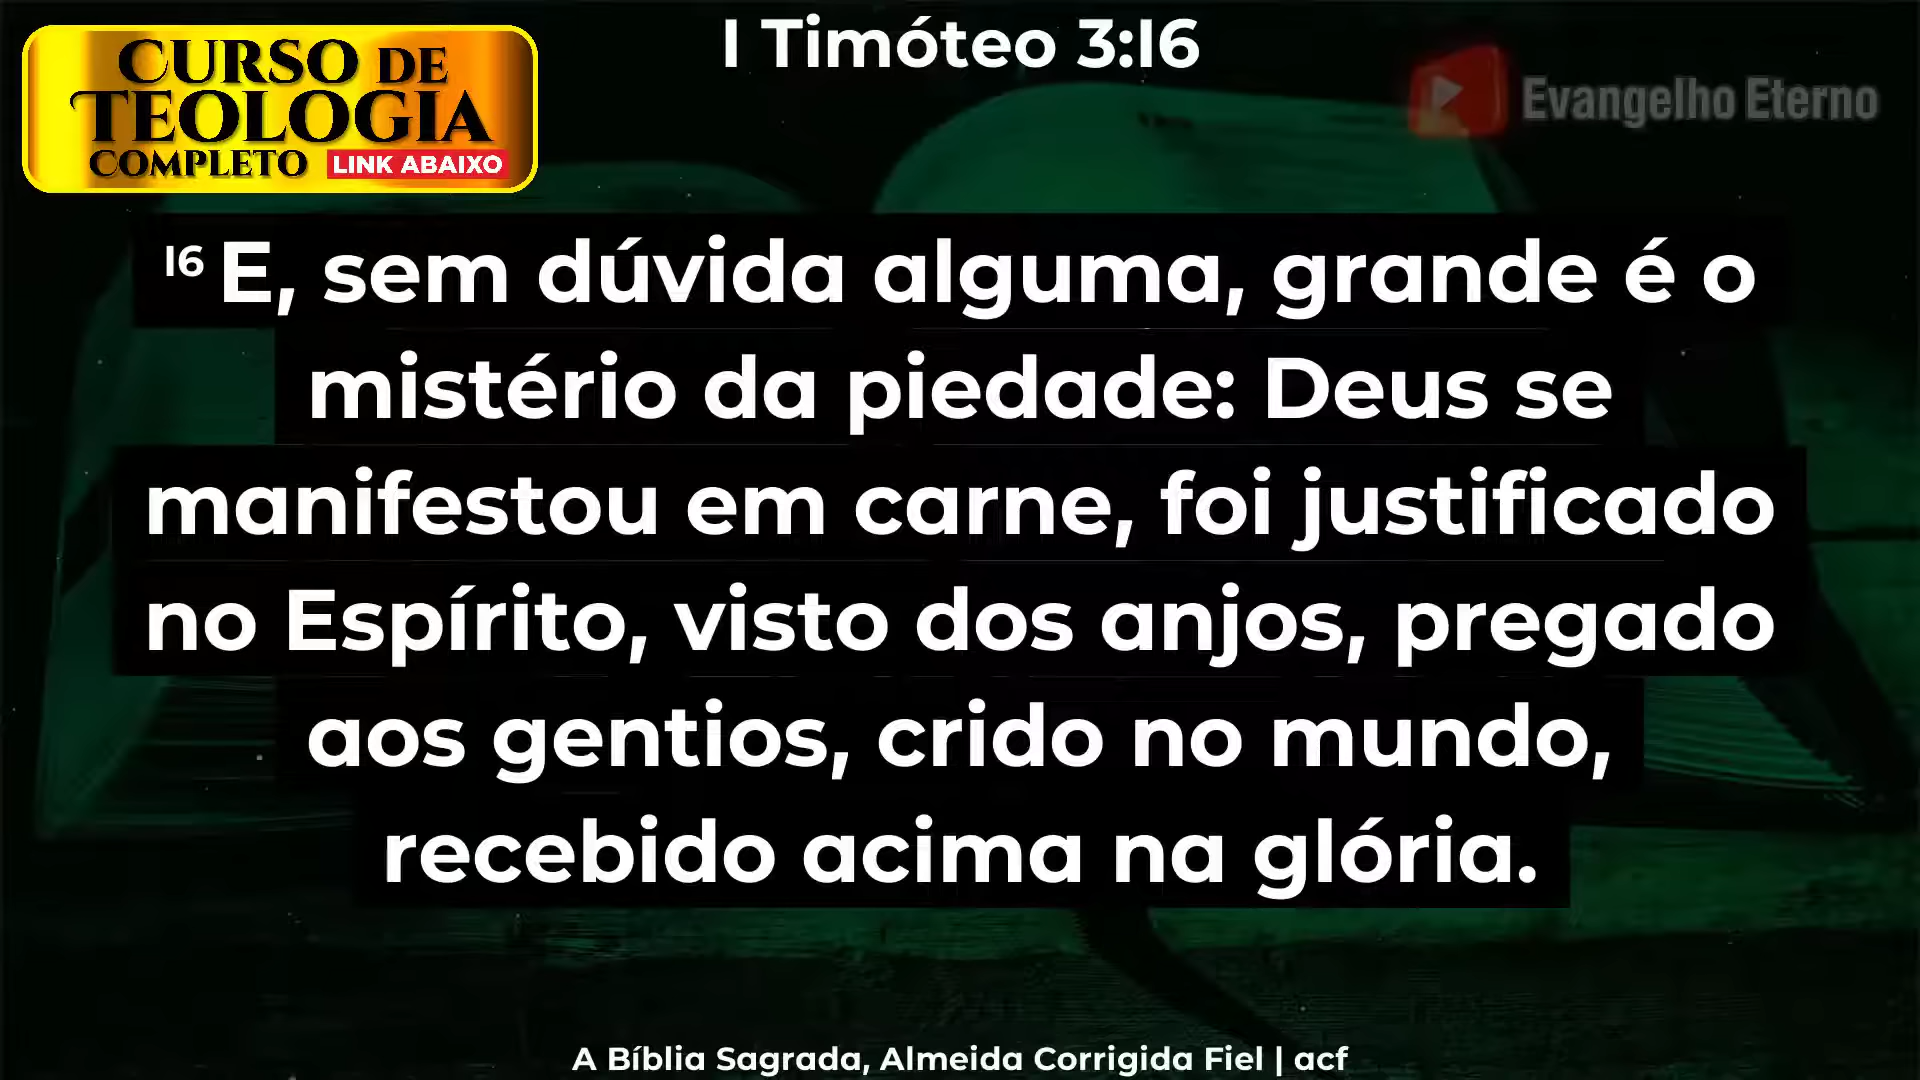 I Timóteo 3:16
CURSO DE
TEOLOGIA
COMPLETO LINK ABAIXO
Evangelho Eterno
16 E, sem dúvida alguma, grande é o
mistério da piedade: Deus se
manifestou em carne, foi justificado
no Espírito, visto dos anjos, pregado
aos gentios, crido no mundo,
recebido acima na glória.
A Bíblia Sagrada, Almeida Corrigida Fiel | acf